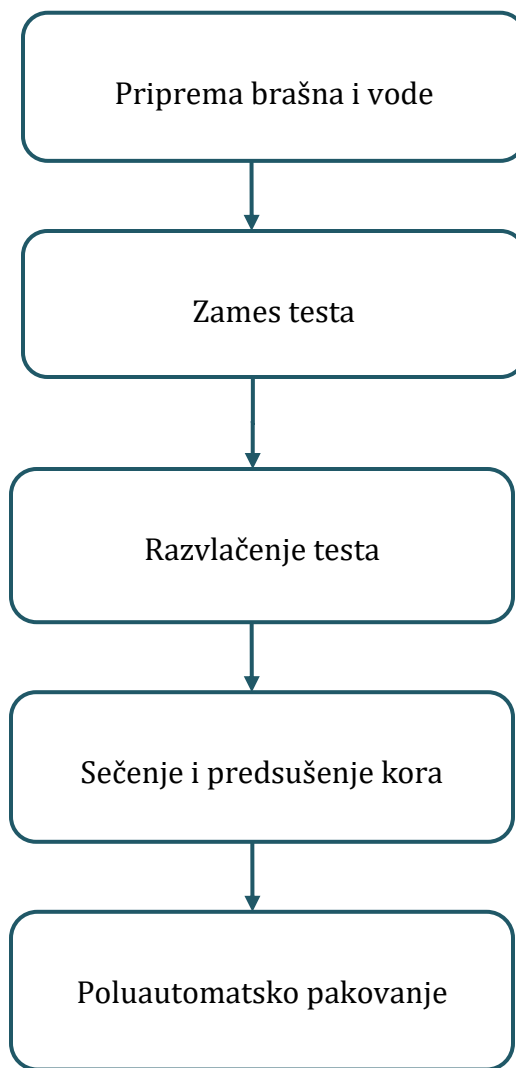 Priprema brašna i vode
Zames testa
Razvlačenje testa
Sečenje i predsušenje kora
Poluautomatsko pakovanje